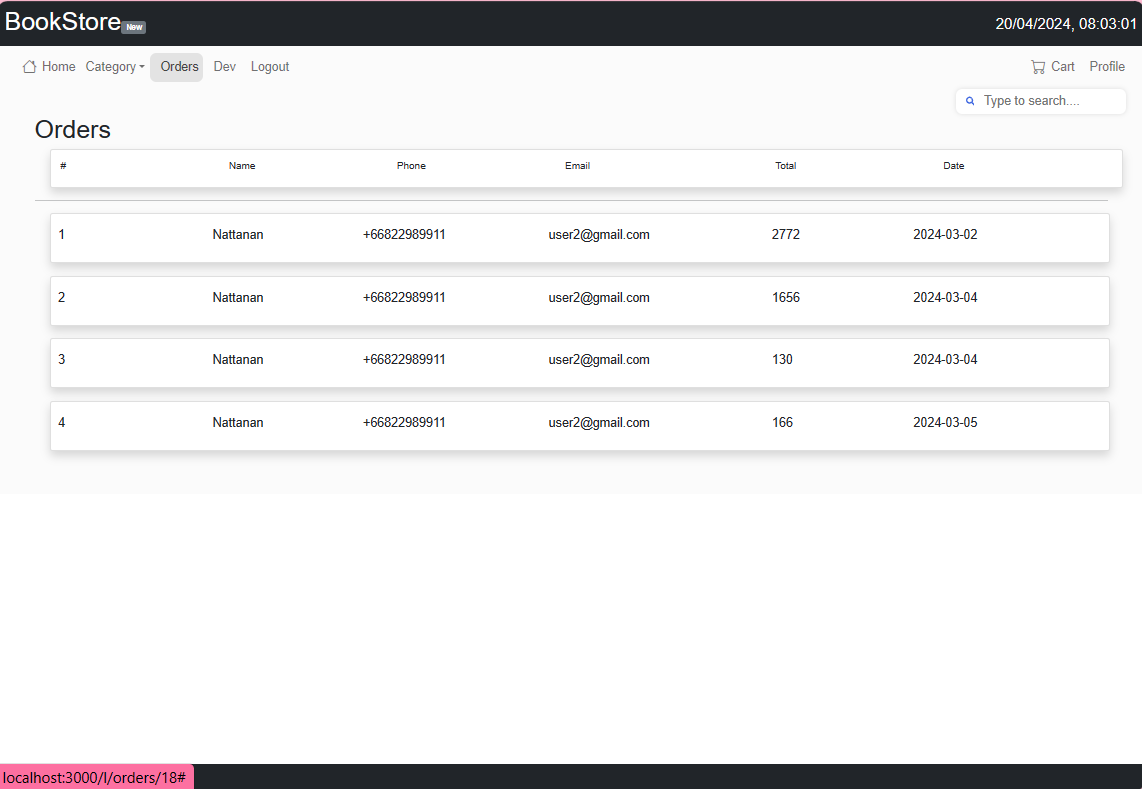 BookStore New 20/04/2024, 08:03:01
Home Category Orders Dev Logout Cart Profile
Type to search....
Orders
# Name Phone Email Total Date
1 Nattanan +66822989911 user2@gmail.com 2772 2024-03-02
2 Nattanan +66822989911 user2@gmail.com 1656 2024-03-04
3 Nattanan +66822989911 user2@gmail.com 130 2024-03-04
4 Nattanan +66822989911 user2@gmail.com 166 2024-03-05
localhost:3000/l/orders/18#